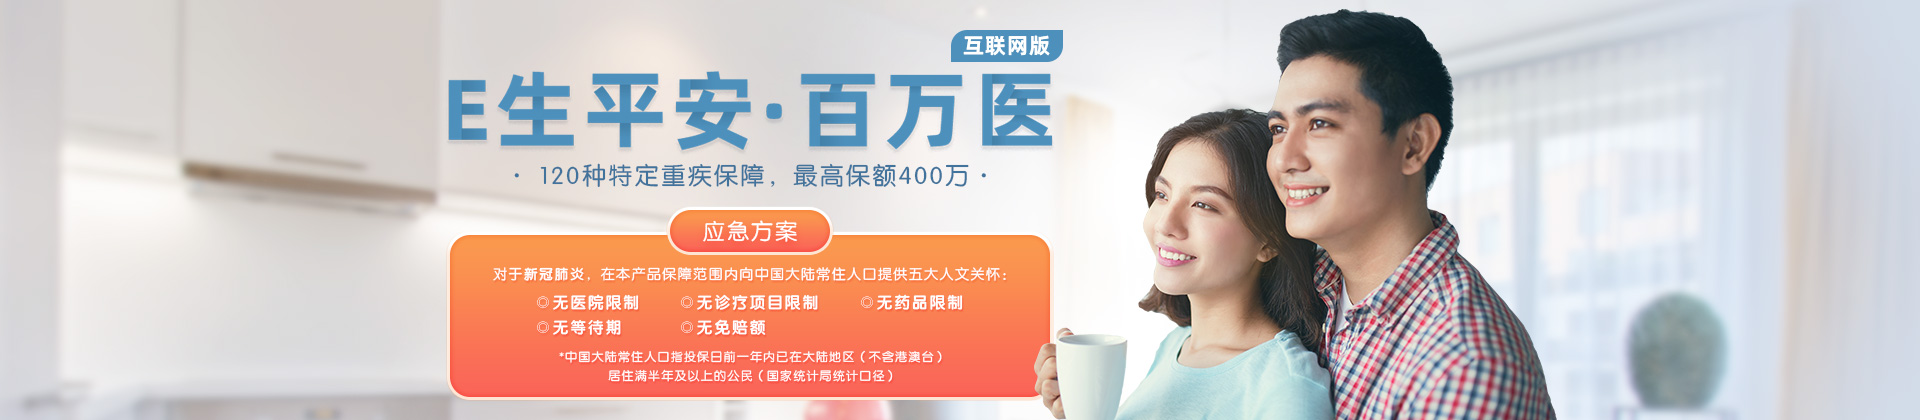 互联网版
E生平安·百万医
· 120种特定重疾保障，最高保额400万 ·
应急方案
对于新冠肺炎，在本产品保障范围内向中国大陆常住人口提供五大人文关怀：
◎无医院限制 ◎无诊疗项目限制 ◎无药品限制
◎无等待期 ◎无免赔额
*中国大陆常住人口指投保日前一年内已在大陆地区（不含港澳台）
居住满半年及以上的公民（国家统计局统计口径）